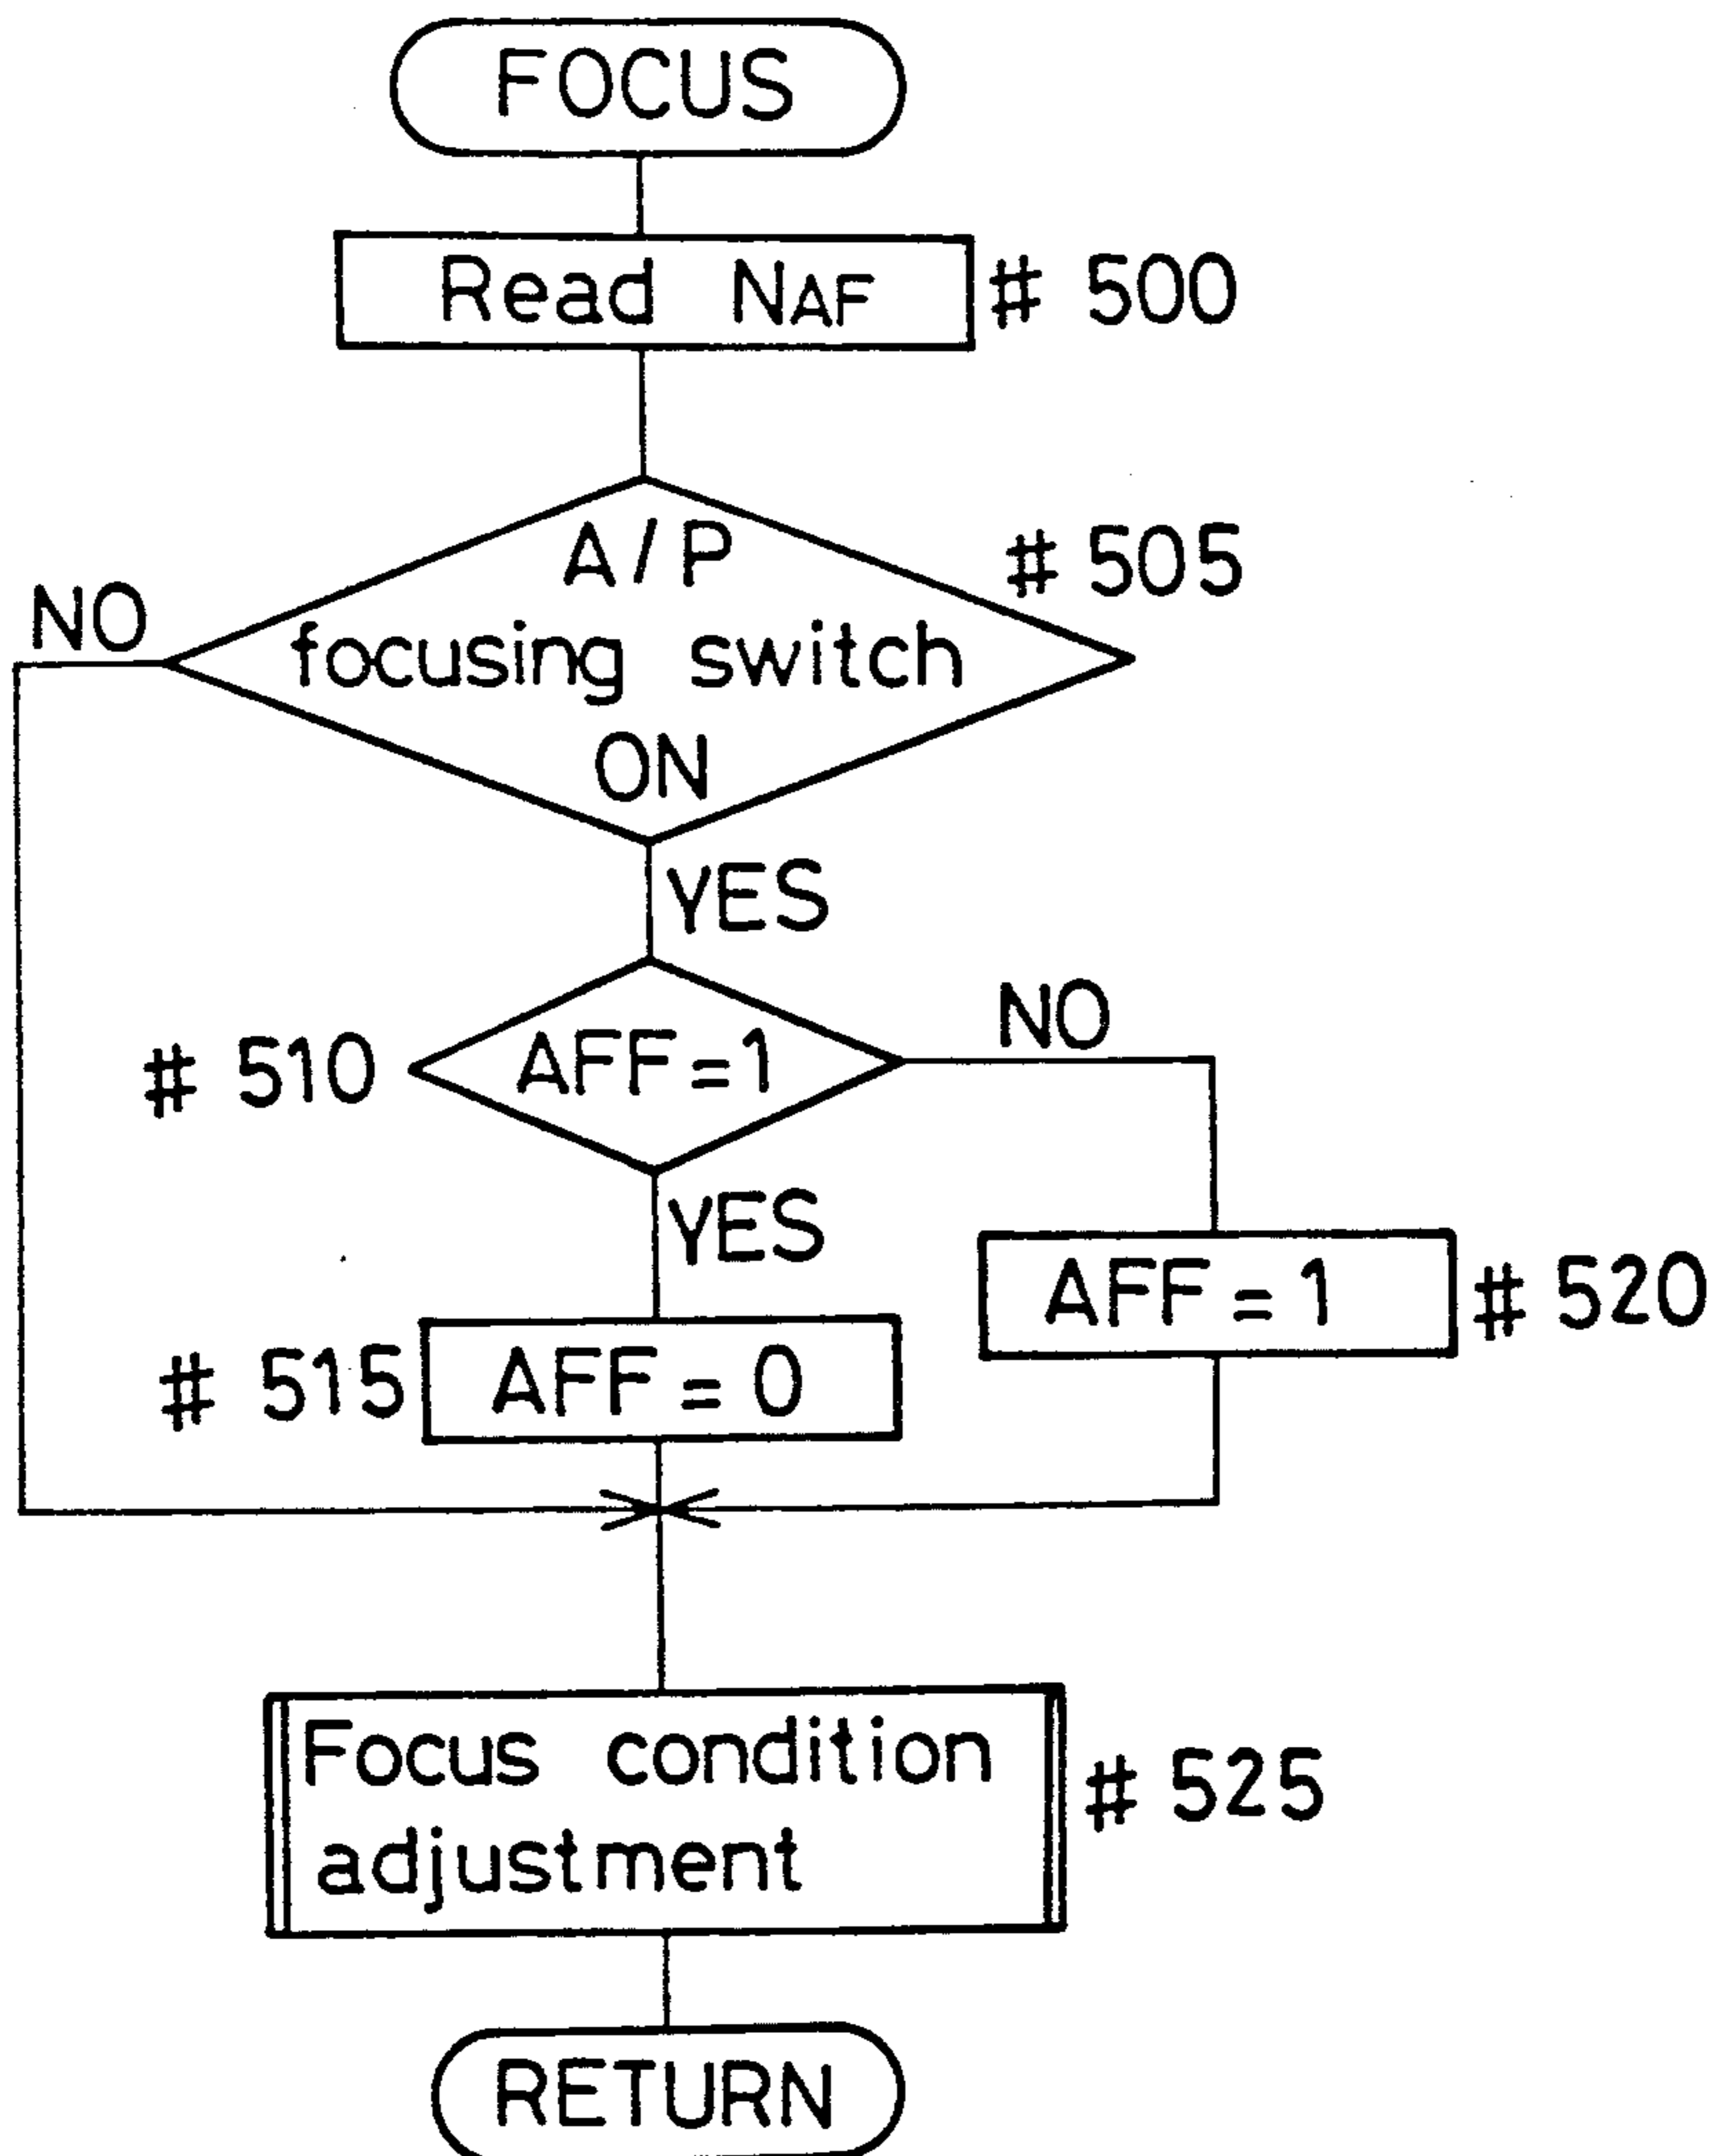 FOCUS
Read NAF
# 500
A/P
focusing switch
ON
# 505
NO
YES
# 510
AFF=1
NO
YES
AFF=1
# 520
# 515
AFF=0
Focus condition
adjustment
# 525
RETURN